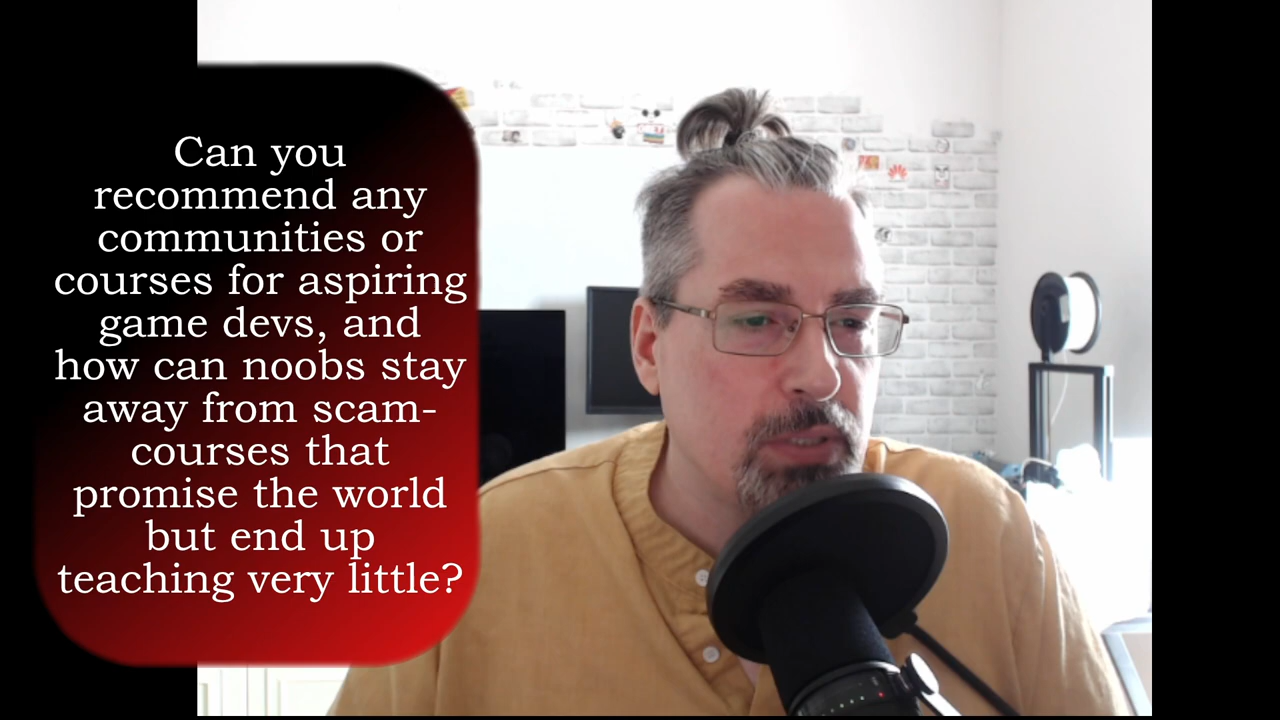 Can you
recommend any
communities or
courses for aspiring
game devs, and
how can noobs stay
away from scam-
courses that
promise the world
but end up
teaching very little?